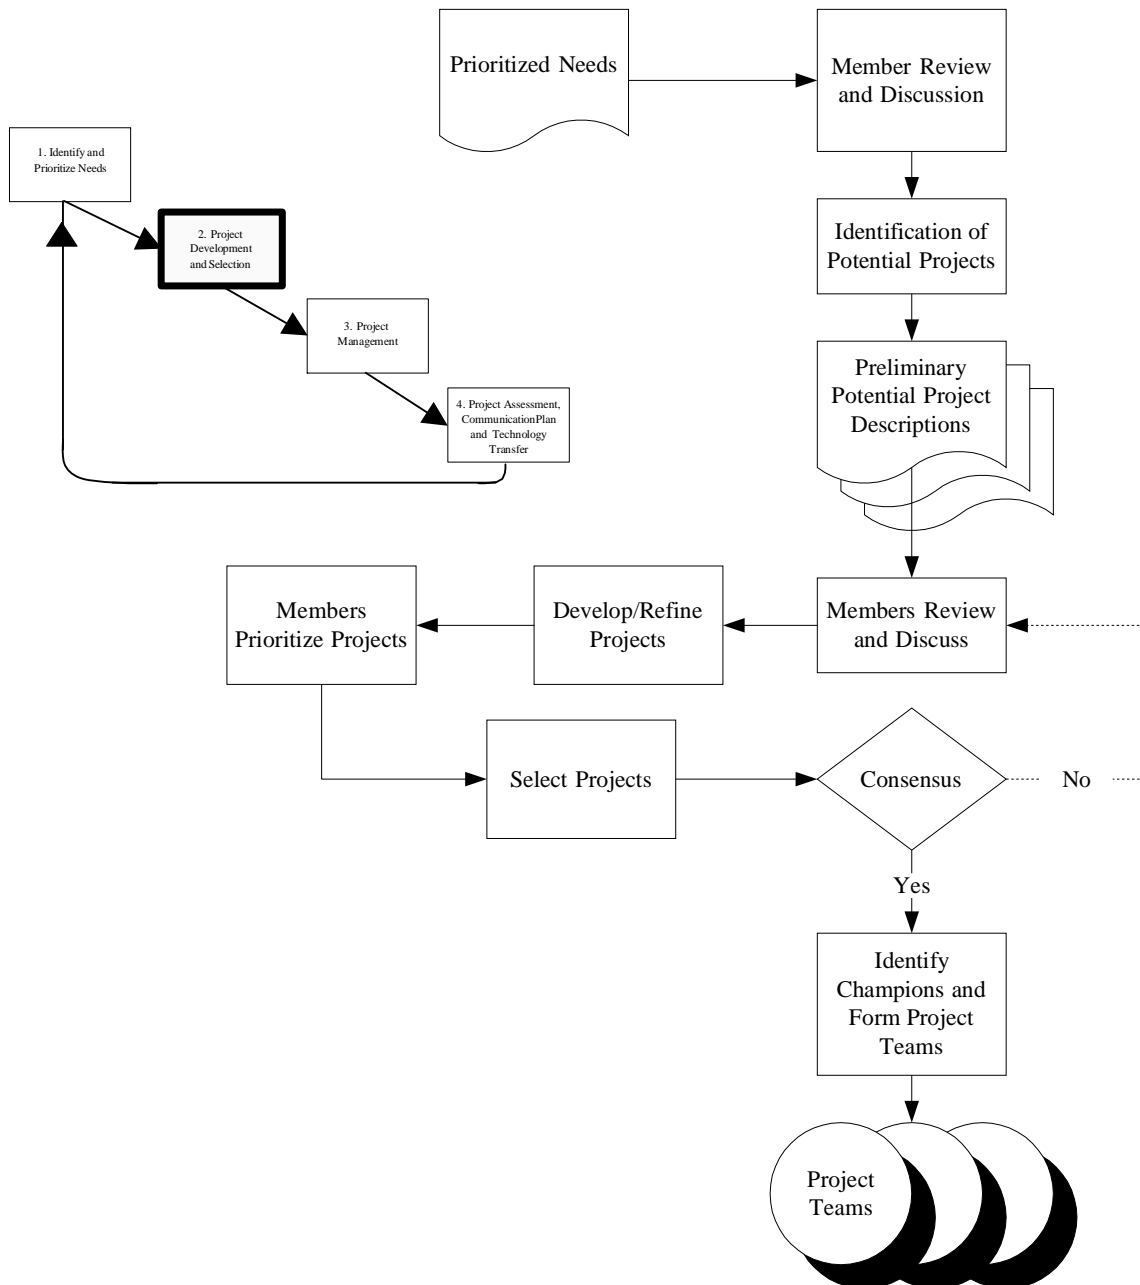 Prioritized Needs
Member Review
and Discussion
1. Identify and
Prioritize Needs
2. Project
Development
and Selection
3. Project
Management
4. Project Assessment,
CommunicationPlan
and Technology
Transfer
Identification of
Potential Projects
Preliminary
Potential Project
Descriptions
Members Review
and Discuss
Develop/Refine
Projects
Members
Prioritize Projects
Select Projects
Consensus
No
Yes
Identify
Champions and
Form Project
Teams
Project
Teams